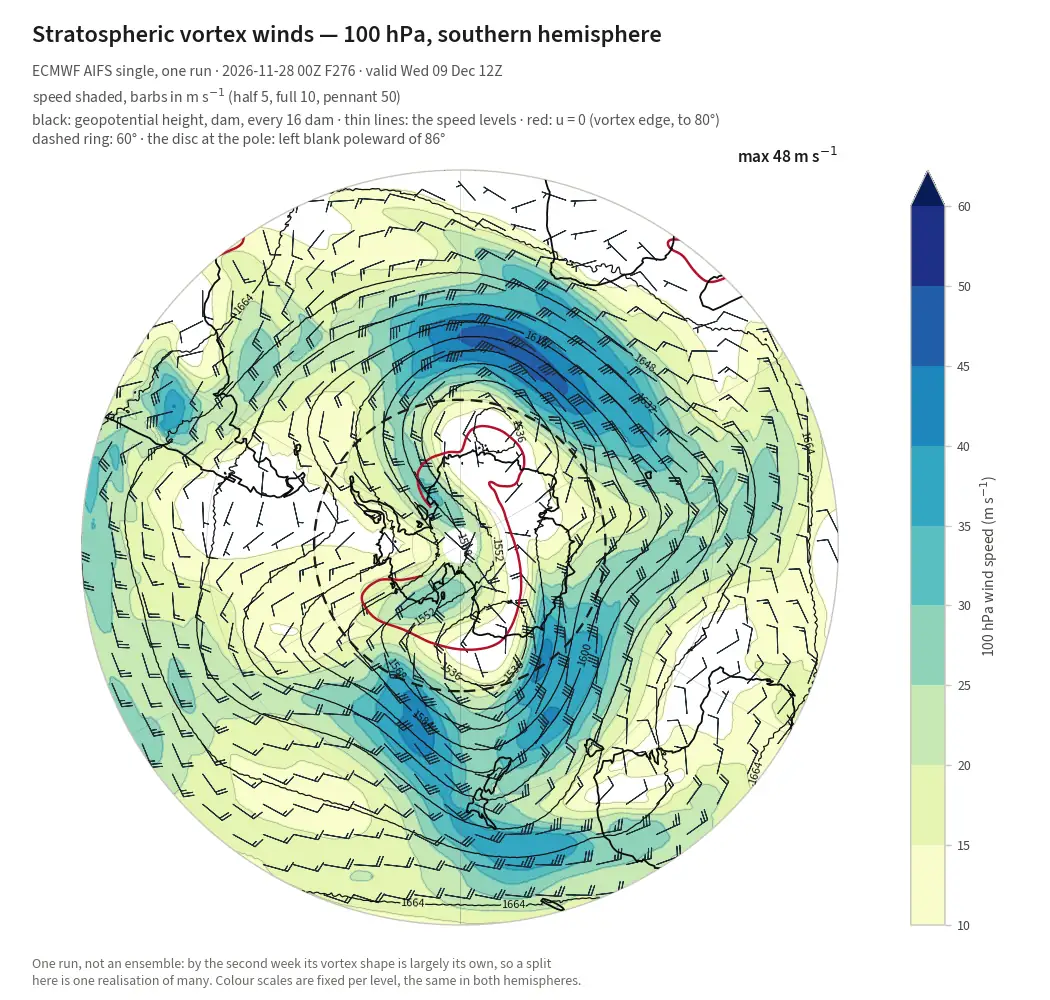 Stratospheric vortex winds — 100 hPa, southern hemisphere
ECMWF AIFS single, one run · 2026-11-28 00Z F276 · valid Wed 09 Dec 12Z
speed shaded, barbs in m s⁻¹ (half 5, full 10, pennant 50)
black: geopotential height, dam, every 16 dam · thin lines: the speed levels · red: u = 0 (vortex edge, to 80°)
dashed ring: 60° · the disc at the pole: left blank poleward of 86°
max 48 m s⁻¹
60
50
45
40
35
30
25
20
15
10
100 hPa wind speed (m s⁻¹)
1664
1648
1632
1664
1536
1552
1552
1600
1568
1536
1664
1664
1664
One run, not an ensemble: by the second week its vortex shape is largely its own, so a split
here is one realisation of many. Colour scales are fixed per level, the same in both hemispheres.